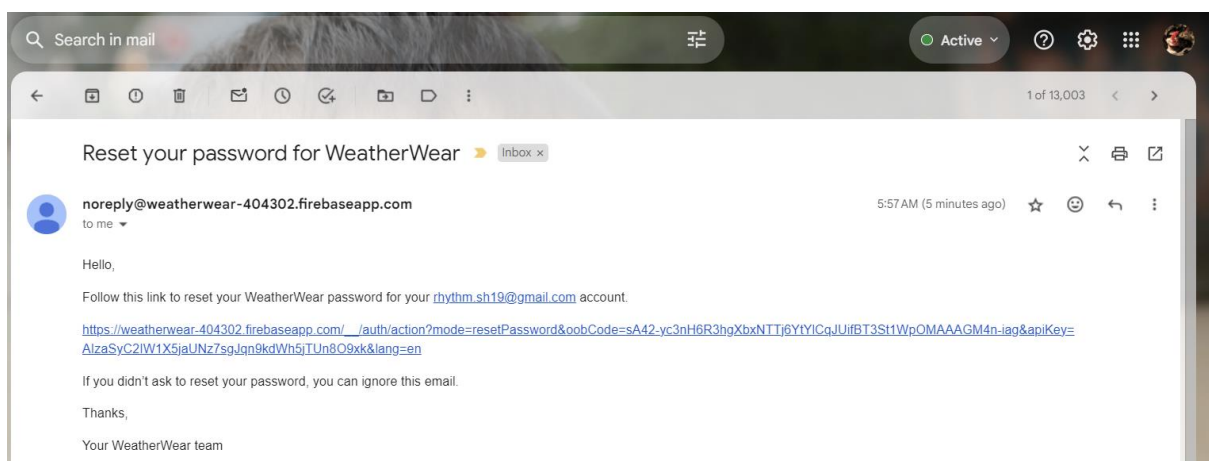 Search in mail
Active
1 of 13,003
Reset your password for WeatherWear
Inbox ×
noreply@weatherwear-404302.firebaseapp.com
5:57 AM (5 minutes ago)
to me
Hello,
Follow this link to reset your WeatherWear password for your rhythm.sh19@gmail.com account.
https://weatherwear-404302.firebaseapp.com/__/auth/action?mode=resetPassword&oobCode=sA42-yc3nH6R3hgXbxNTTj6YtYlCqJUifBT3St1WpOMAAAGM4n-iag&apiKey=
AIzaSyC2IW1X5jaUNz7sgJqn9kdWh5jTUn8O9xk&lang=en
If you didn't ask to reset your password, you can ignore this email.
Thanks,
Your WeatherWear team